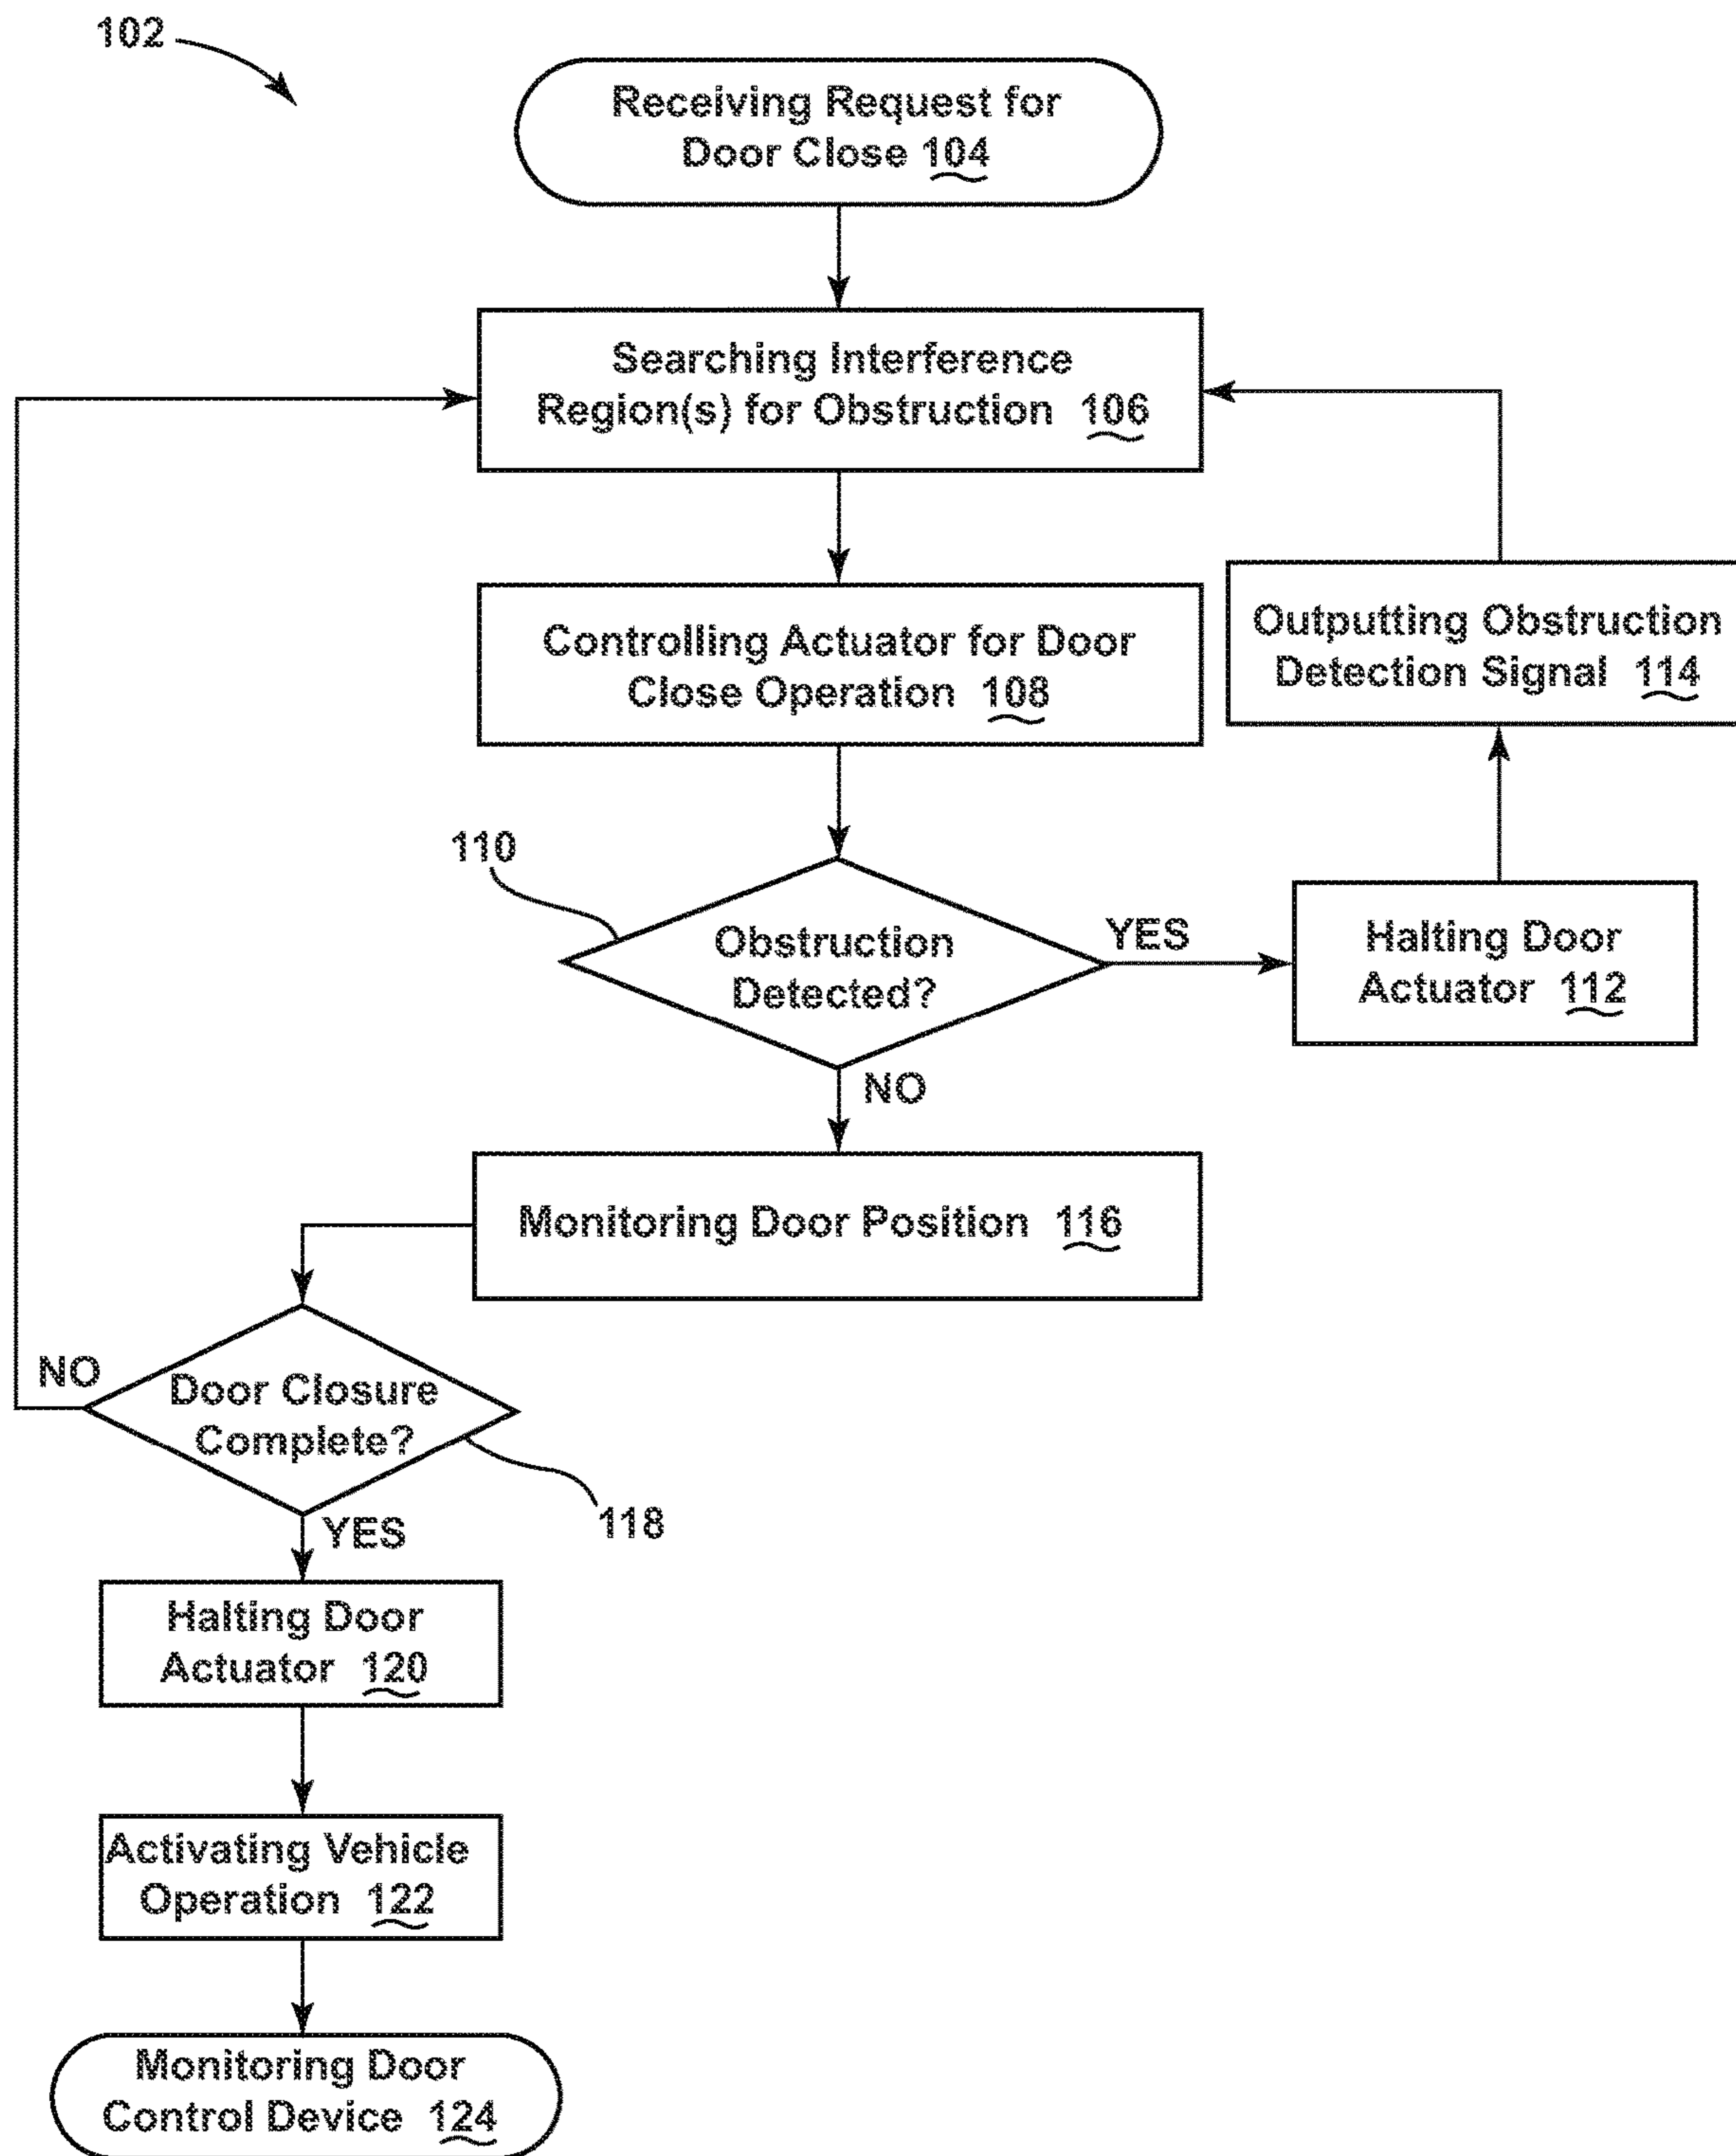 102
Receiving Request for
Door Close 104
Searching Interference
Region(s) for Obstruction 106
Controlling Actuator for Door
Close Operation 108
Outputting Obstruction
Detection Signal 114
110
Obstruction
Detected?
YES
Halting Door
Actuator 112
NO
Monitoring Door Position 116
NO
Door Closure
Complete?
118
YES
Halting Door
Actuator 120
Activating Vehicle
Operation 122
Monitoring Door
Control Device 124